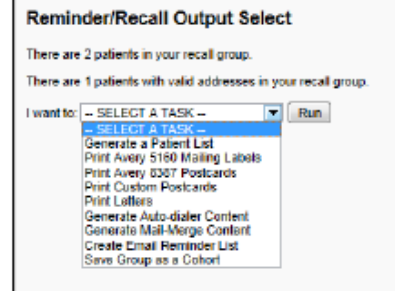 Reminder/Recall Output Select
There are 2 patients in your recall group.
There are 1 patients with valid addresses in your recall group.
I want to: -- SELECT A TASK -- Run
-- SELECT A TASK --
Generate a Patient List
Print Avery 5160 Mailing Labels
Print Avery 8387 Postcards
Print Custom Postcards
Print Letters
Generate Auto-dialer Content
Generate Mail-Merge Content
Create Email Reminder List
Save Group as a Cohort